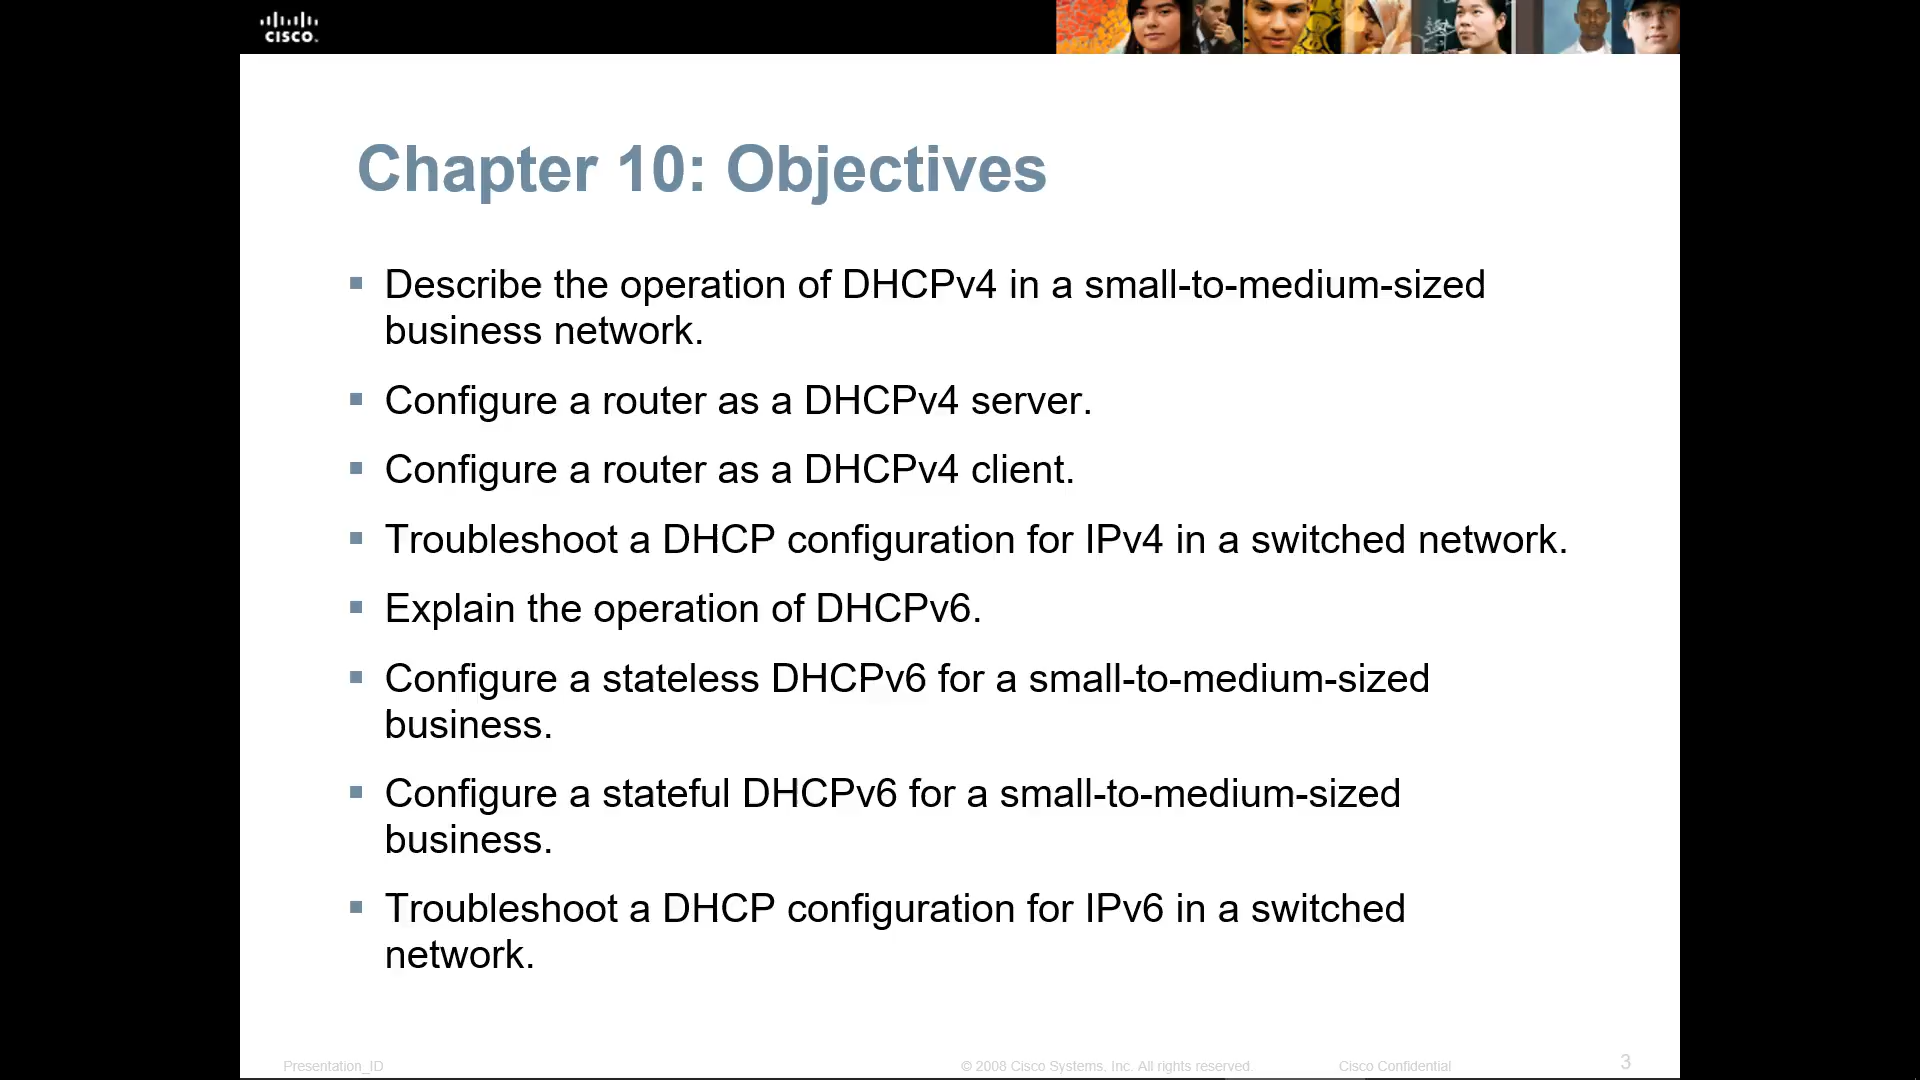 CISCO.
Chapter 10: Objectives
Describe the operation of DHCPv4 in a small-to-medium-sized
business network.
Configure a router as a DHCPv4 server.
Configure a router as a DHCPv4 client.
Troubleshoot a DHCP configuration for IPv4 in a switched network.
Explain the operation of DHCPv6.
Configure a stateless DHCPv6 for a small-to-medium-sized
business.
Configure a stateful DHCPv6 for a small-to-medium-sized
business.
Troubleshoot a DHCP configuration for IPv6 in a switched
network.
Presentation_ID © 2008 Cisco Systems, Inc. All rights reserved. Cisco Confidential 3